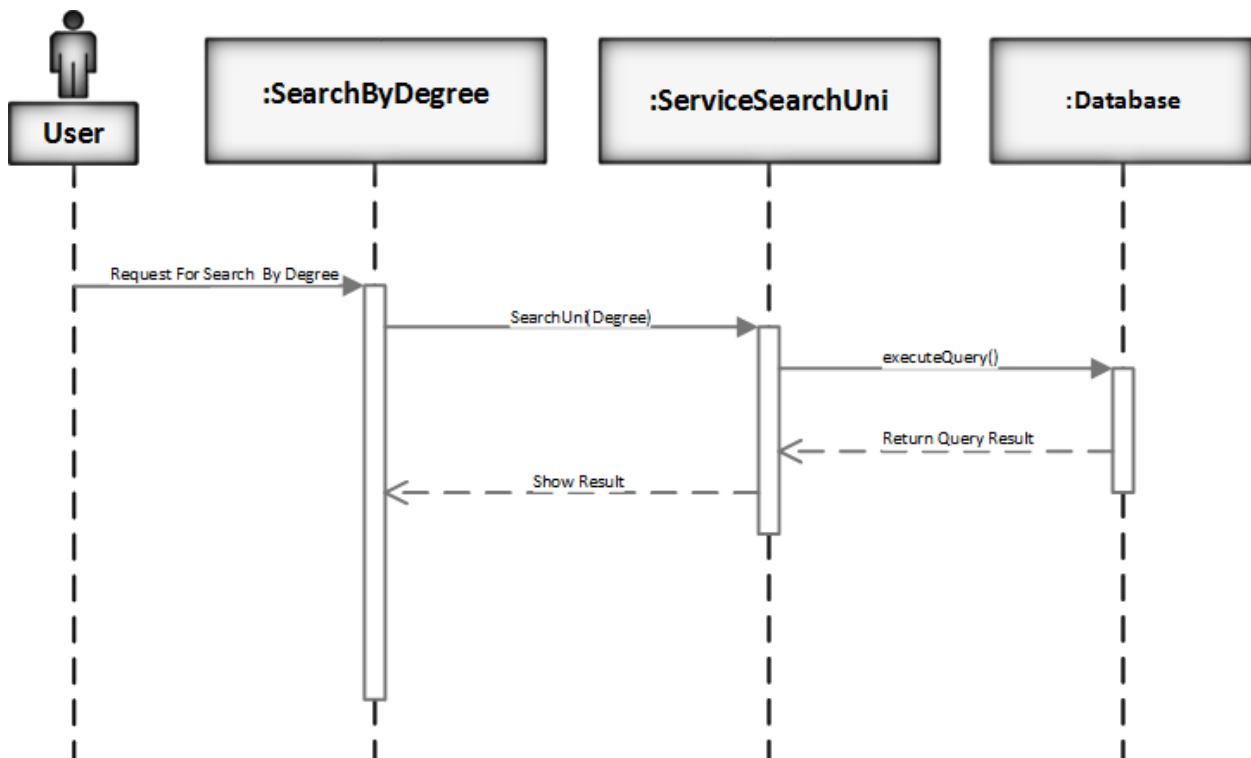 User
:SearchByDegree
:ServiceSearchUni
:Database
Request For Search By Degree
SearchUni(Degree)
executeQuery()
Return Query Result
Show Result